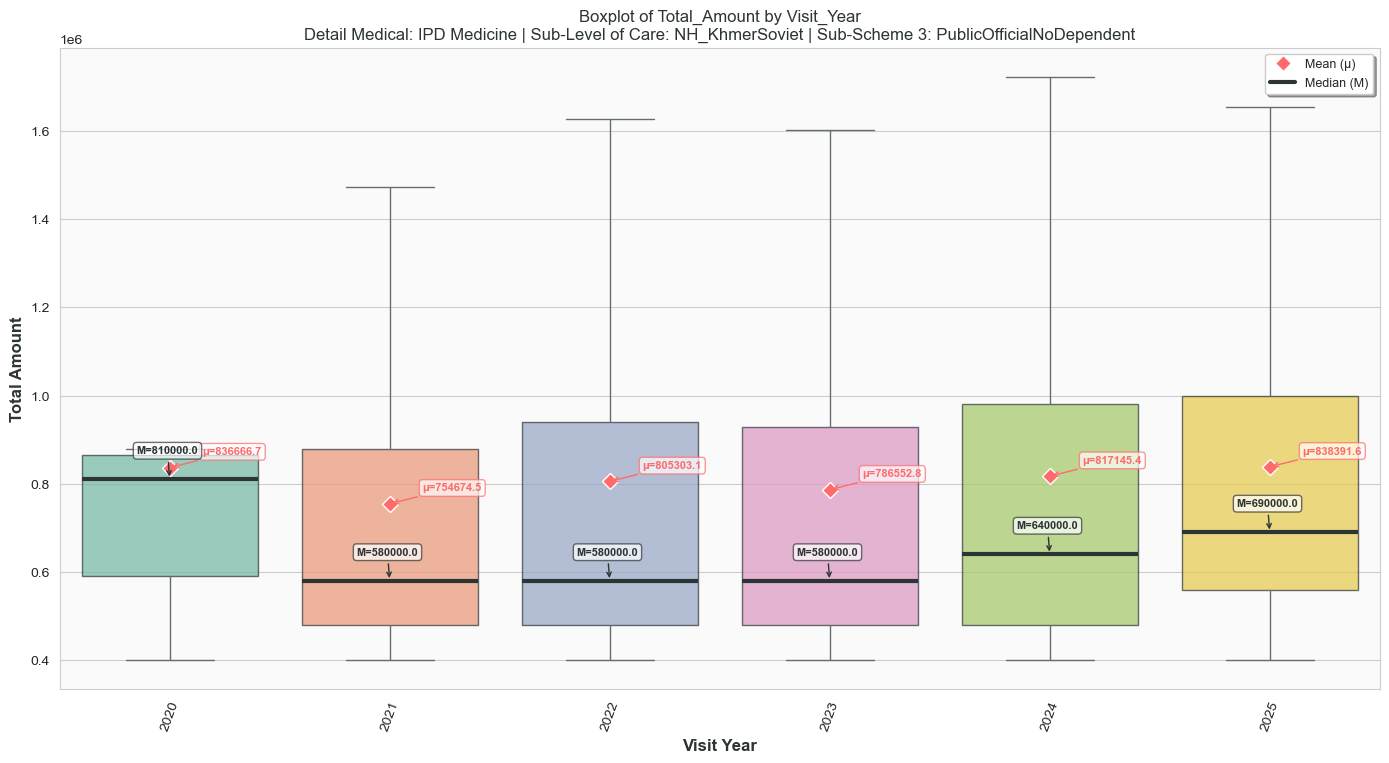 Boxplot of Total_Amount by Visit_Year
Detail Medical: IPD Medicine | Sub-Level of Care: NH_KhmerSoviet | Sub-Scheme 3: PublicOfficialNoDependent
1e6
Mean (μ)
Median (M)
1.6
1.4
1.2
1.0
0.8
0.6
0.4
Total Amount
M=810000.0
μ=836666.7
μ=754674.5
M=580000.0
μ=805303.1
M=580000.0
μ=786552.8
M=580000.0
μ=817145.4
M=640000.0
μ=838391.6
M=690000.0
2020
2021
2022
2023
2024
2025
Visit Year